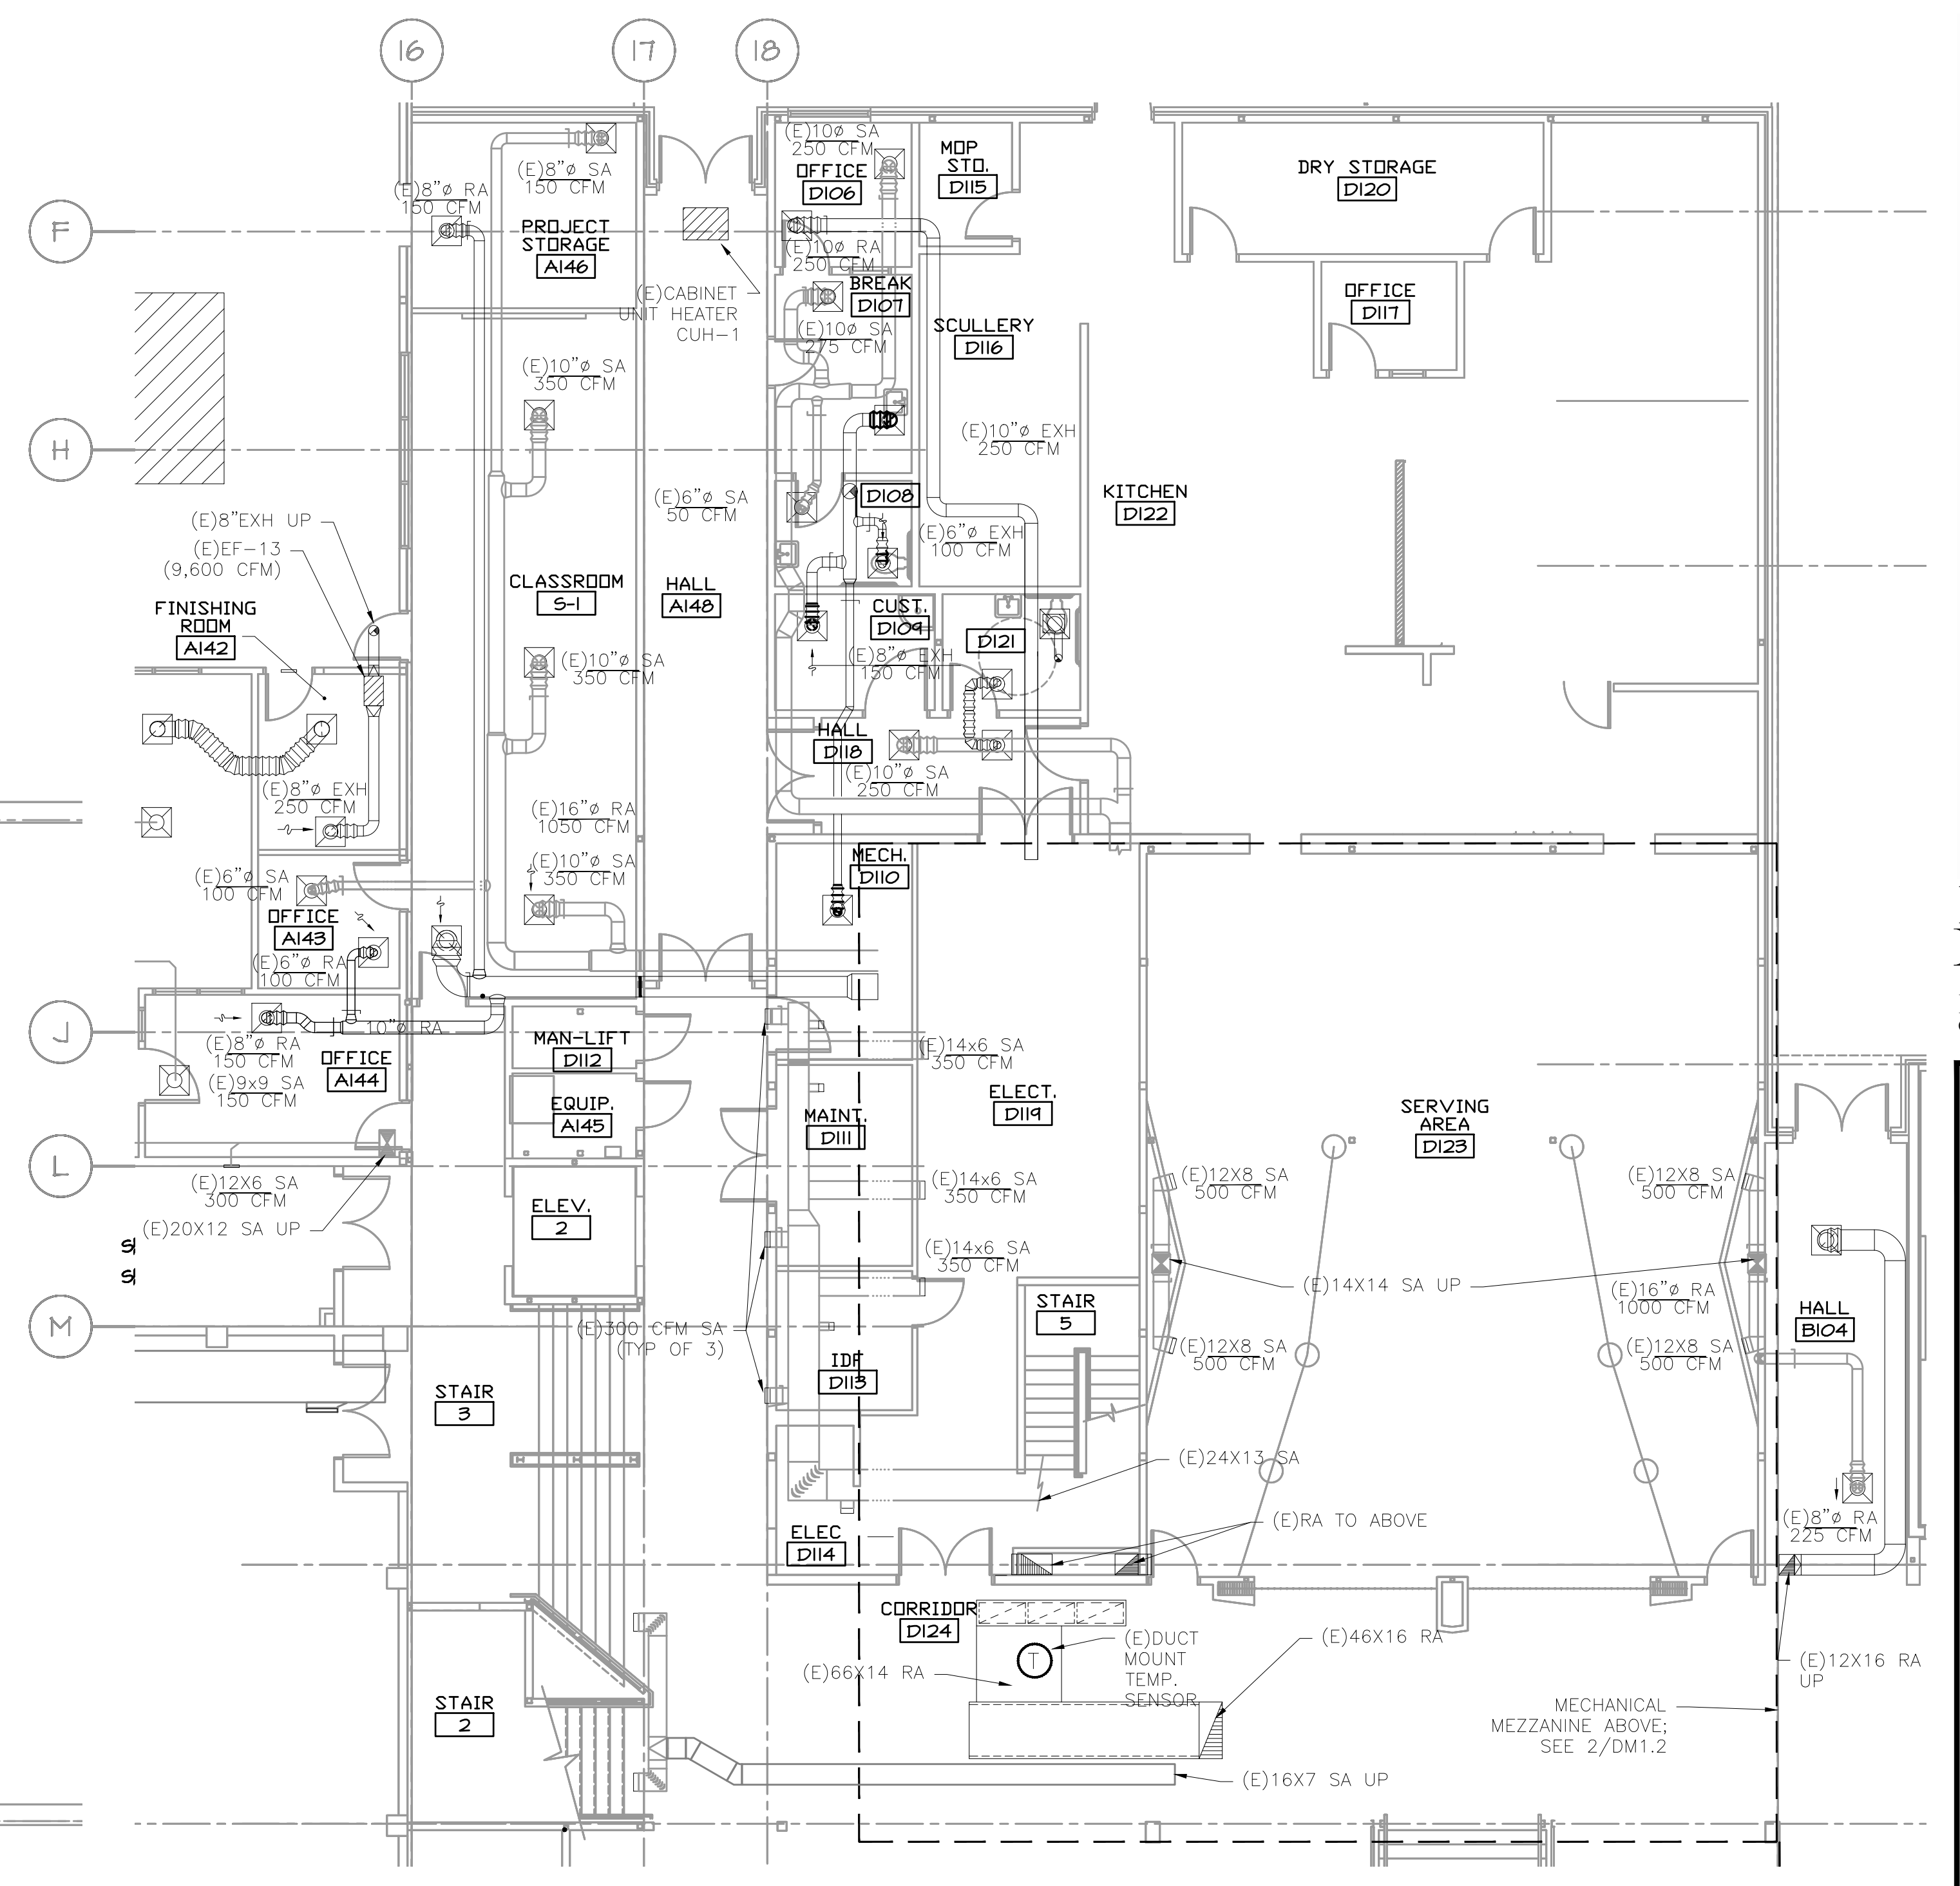 16
17
18
F
H
J
L
M
(E)10ø SA
250 CFM
OFFICE
D106
MOP
STO.
D115
DRY STORAGE
D120
(E)8"ø SA
150 CFM
(E)8"ø RA
150 CFM
PROJECT
STORAGE
A146
(E)10ø RA
250 CFM
(E)CABINET
UNIT HEATER
CUH-1
BREAK
D107
(E)10ø SA
275 CFM
SCULLERY
D116
OFFICE
D117
(E)10"ø SA
350 CFM
(E)10"ø EXH
250 CFM
(E)6"ø SA
50 CFM
D108
KITCHEN
D122
(E)8"EXH UP
(E)EF-13
(9,600 CFM)
(E)6"ø EXH
100 CFM
CLASSROOM
S-1
HALL
A148
FINISHING
ROOM
A142
CUST.
D109
D121
(E)10"ø SA
350 CFM
(E)8"ø EXH
150 CFM
HALL
D118
(E)10"ø SA
250 CFM
(E)8"ø EXH
250 CFM
(E)16"ø RA
1050 CFM
(E)10"ø SA
350 CFM
MECH.
D110
(E)6"ø SA
100 CFM
OFFICE
A143
(E)6"ø RA
100 CFM
10"ø RA
(E)8"ø RA
150 CFM
(E)9x9 SA
150 CFM
OFFICE
A144
MAN-LIFT
D112
EQUIP.
A145
(E)14x6 SA
350 CFM
MAINT.
D111
ELECT.
D119
SERVING
AREA
D123
(E)12X6 SA
300 CFM
(E)20X12 SA UP
ELEV.
2
(E)14x6 SA
350 CFM
(E)12X8 SA
500 CFM
(E)12X8 SA
500 CFM
(E)14x6 SA
350 CFM
(E)14X14 SA UP
(E)16"ø RA
1000 CFM
STAIR
5
HALL
B104
(E)300 CFM SA
(TYP OF 3)
IDF
D113
(E)12X8 SA
500 CFM
(E)12X8 SA
500 CFM
STAIR
3
(E)24X13 SA
(E)RA TO ABOVE
(E)8"ø RA
225 CFM
ELEC
D114
CORRIDOR
D124
(E)DUCT
MOUNT
TEMP.
SENSOR
T
(E)46X16 RA
(E)66X14 RA
(E)12X16 RA
UP
STAIR
2
MECHANICAL
MEZZANINE ABOVE;
SEE 2/DM1.2
(E)16X7 SA UP